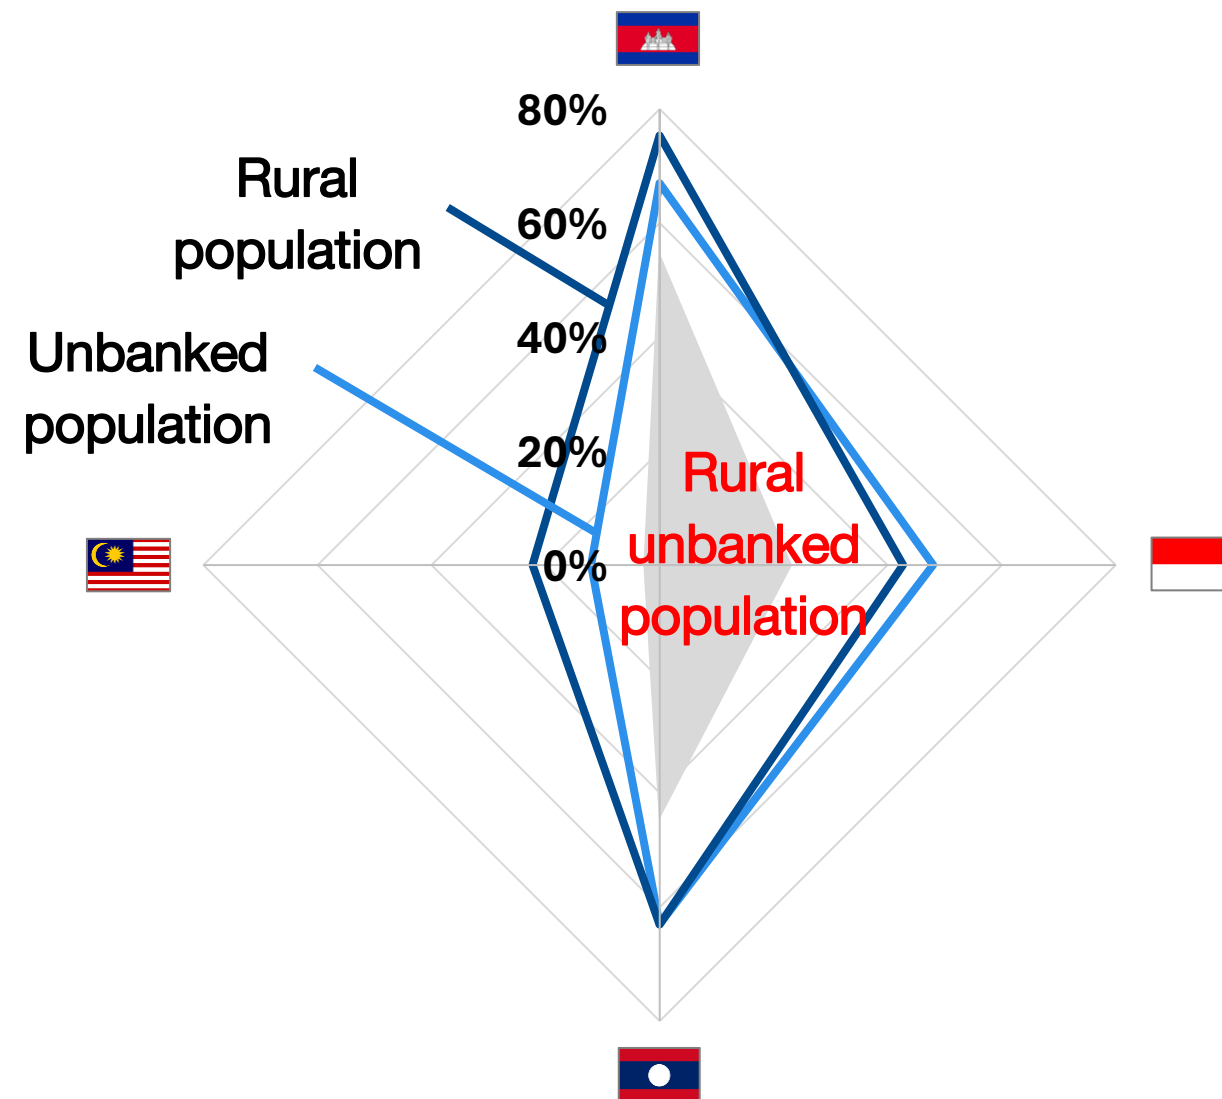 80%
Rural
population
60%
Unbanked
population
40%
20%
Rural
unbanked
population
0%